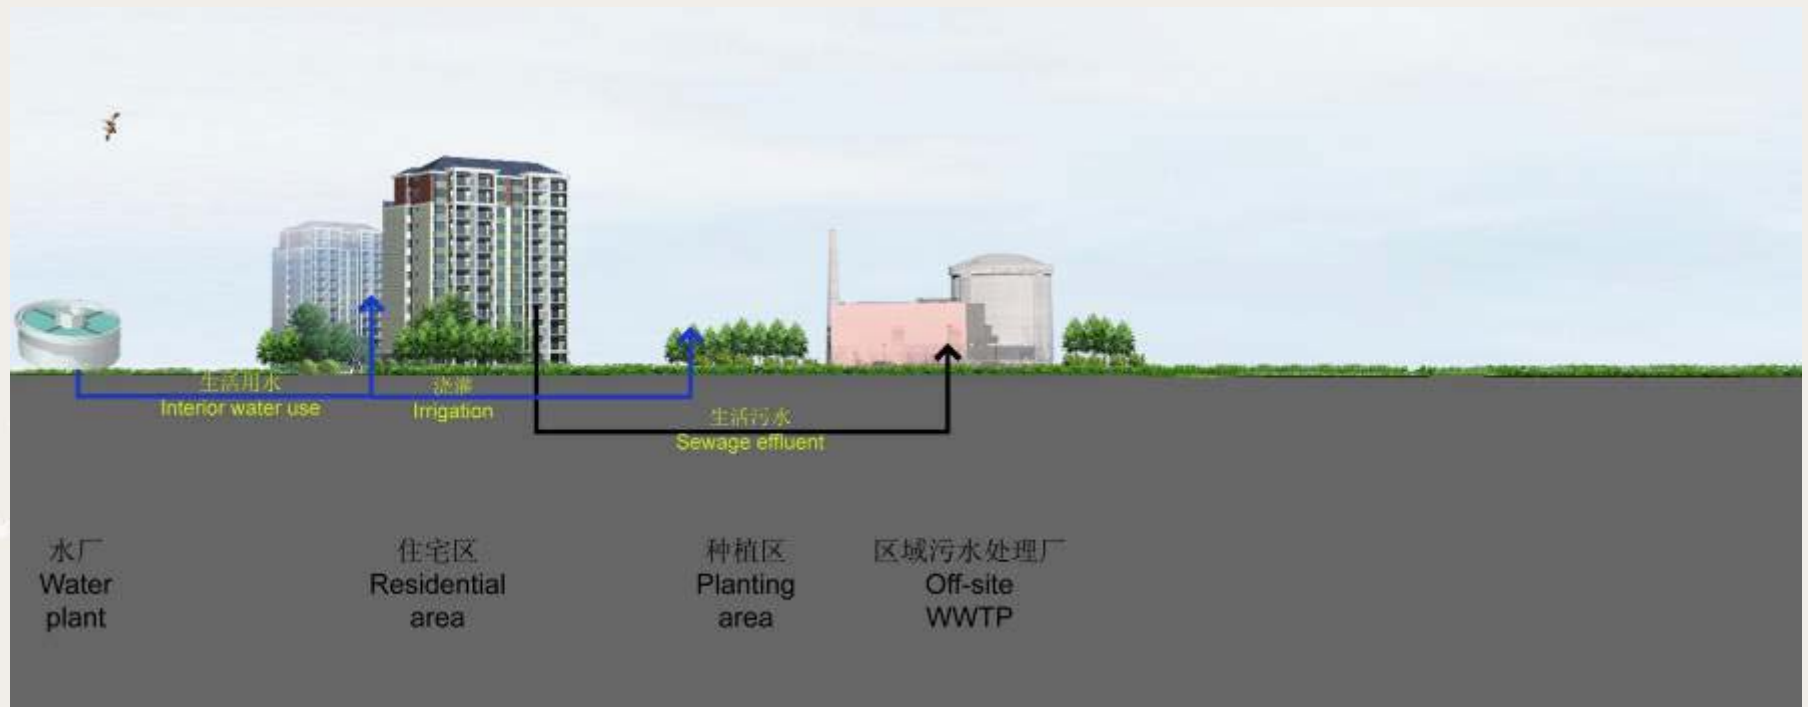 生活用水
Interior water use
浇灌
Irrigation
生活污水
Sewage effluent
水厂
Water
plant
住宅区
Residential
area
种植区
Planting
area
区域污水处理厂
Off-site
WWTP